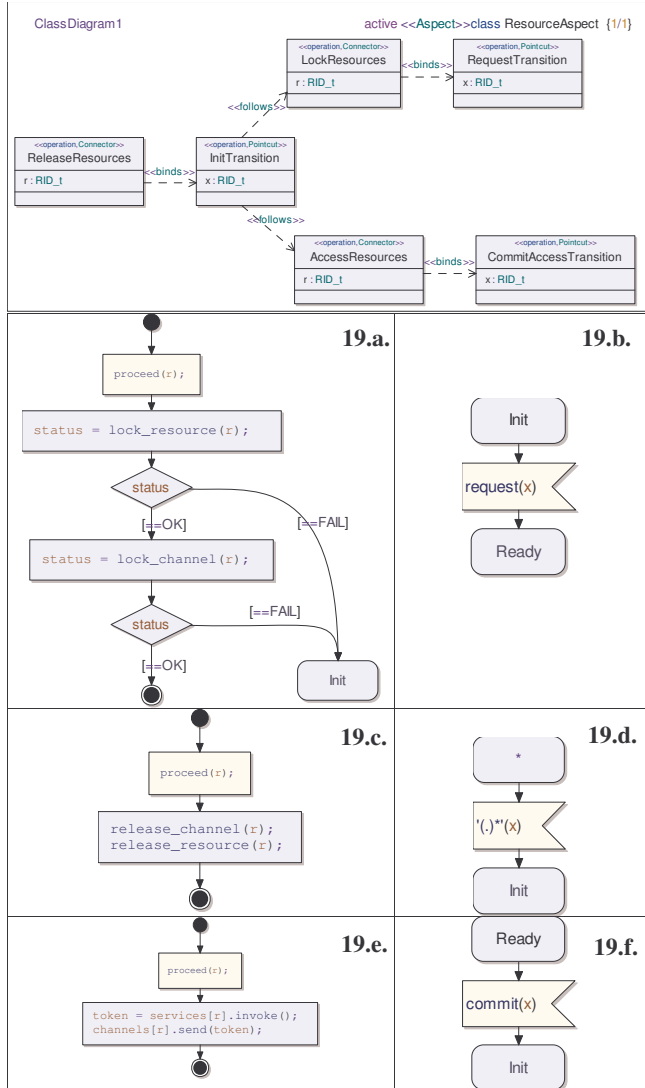 ClassDiagram1
active <<Aspect>>class ResourceAspect {1/1}
<<operation,Connector>>
LockResources
r : RID_t
<<binds>>
<<operation,Pointcut>>
RequestTransition
x : RID_t
<<follows>>
<<operation,Connector>>
ReleaseResources
r : RID_t
<<binds>>
<<operation,Pointcut>>
InitTransition
x : RID_t
<<follows>>
<<operation,Connector>>
AccessResources
r : RID_t
<<binds>>
<<operation,Pointcut>>
CommitAccessTransition
x : RID_t
19.a.
proceed(r);
status = lock_resource(r);
status
[==OK]
[==FAIL]
status = lock_channel(r);
status
[==FAIL]
[==OK]
Init
19.b.
Init
request(x)
Ready
19.c.
proceed(r);
release_channel(r);
release_resource(r);
19.d.
*
'(.)*'(x)
Init
19.e.
proceed(r);
token = services[r].invoke();
channels[r].send(token);
19.f.
Ready
commit(x)
Init